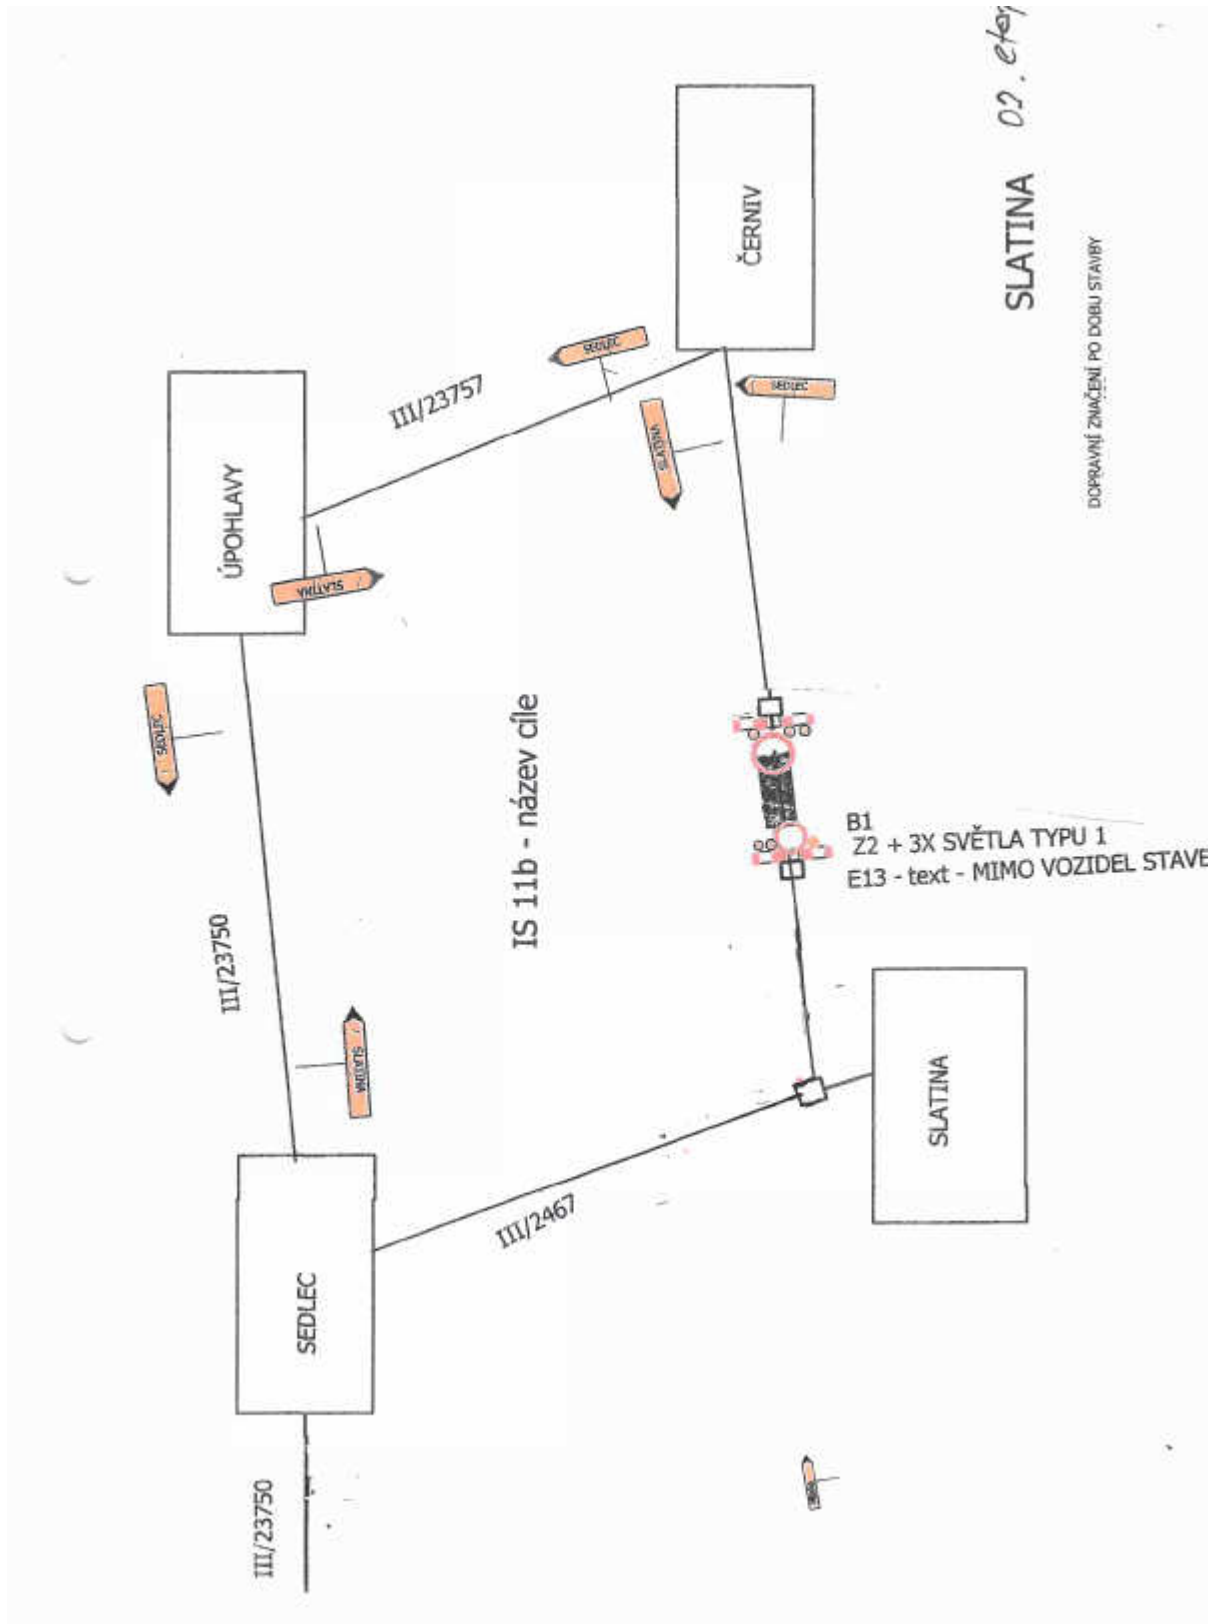 SLATINA 02. etap
DOPRAVNÍ ZNAČENÍ PO DOBU STAVBY
ČERNIV
ÚPOHLAVY
III/23757
SEDLEC
SLATINA
SEDLEC
SLATINA
SEDLEC
IS 11b - název cíle
B1
Z2 + 3X SVĚTLA TYPU 1
E13 - text - MIMO VOZIDEL STAVE
III/23750
SLATINA
SLATINA
III/2467
SEDLEC
III/23750